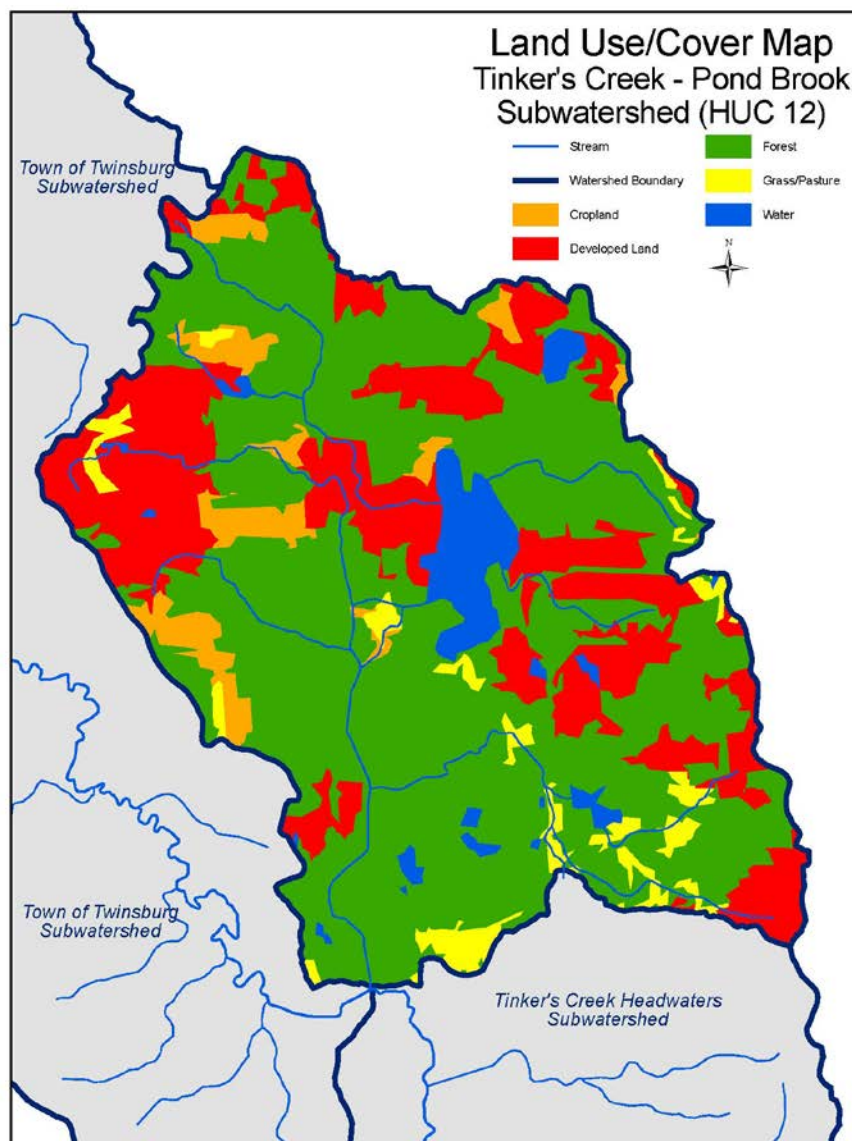 Land Use/Cover Map
Tinker's Creek - Pond Brook
Subwatershed (HUC 12)
Stream
Forest
Watershed Boundary
Grass/Pasture
Cropland
Water
Developed Land
N
Town of Twinsburg
Subwatershed
Town of Twinsburg
Subwatershed
Tinker's Creek Headwaters
Subwatershed